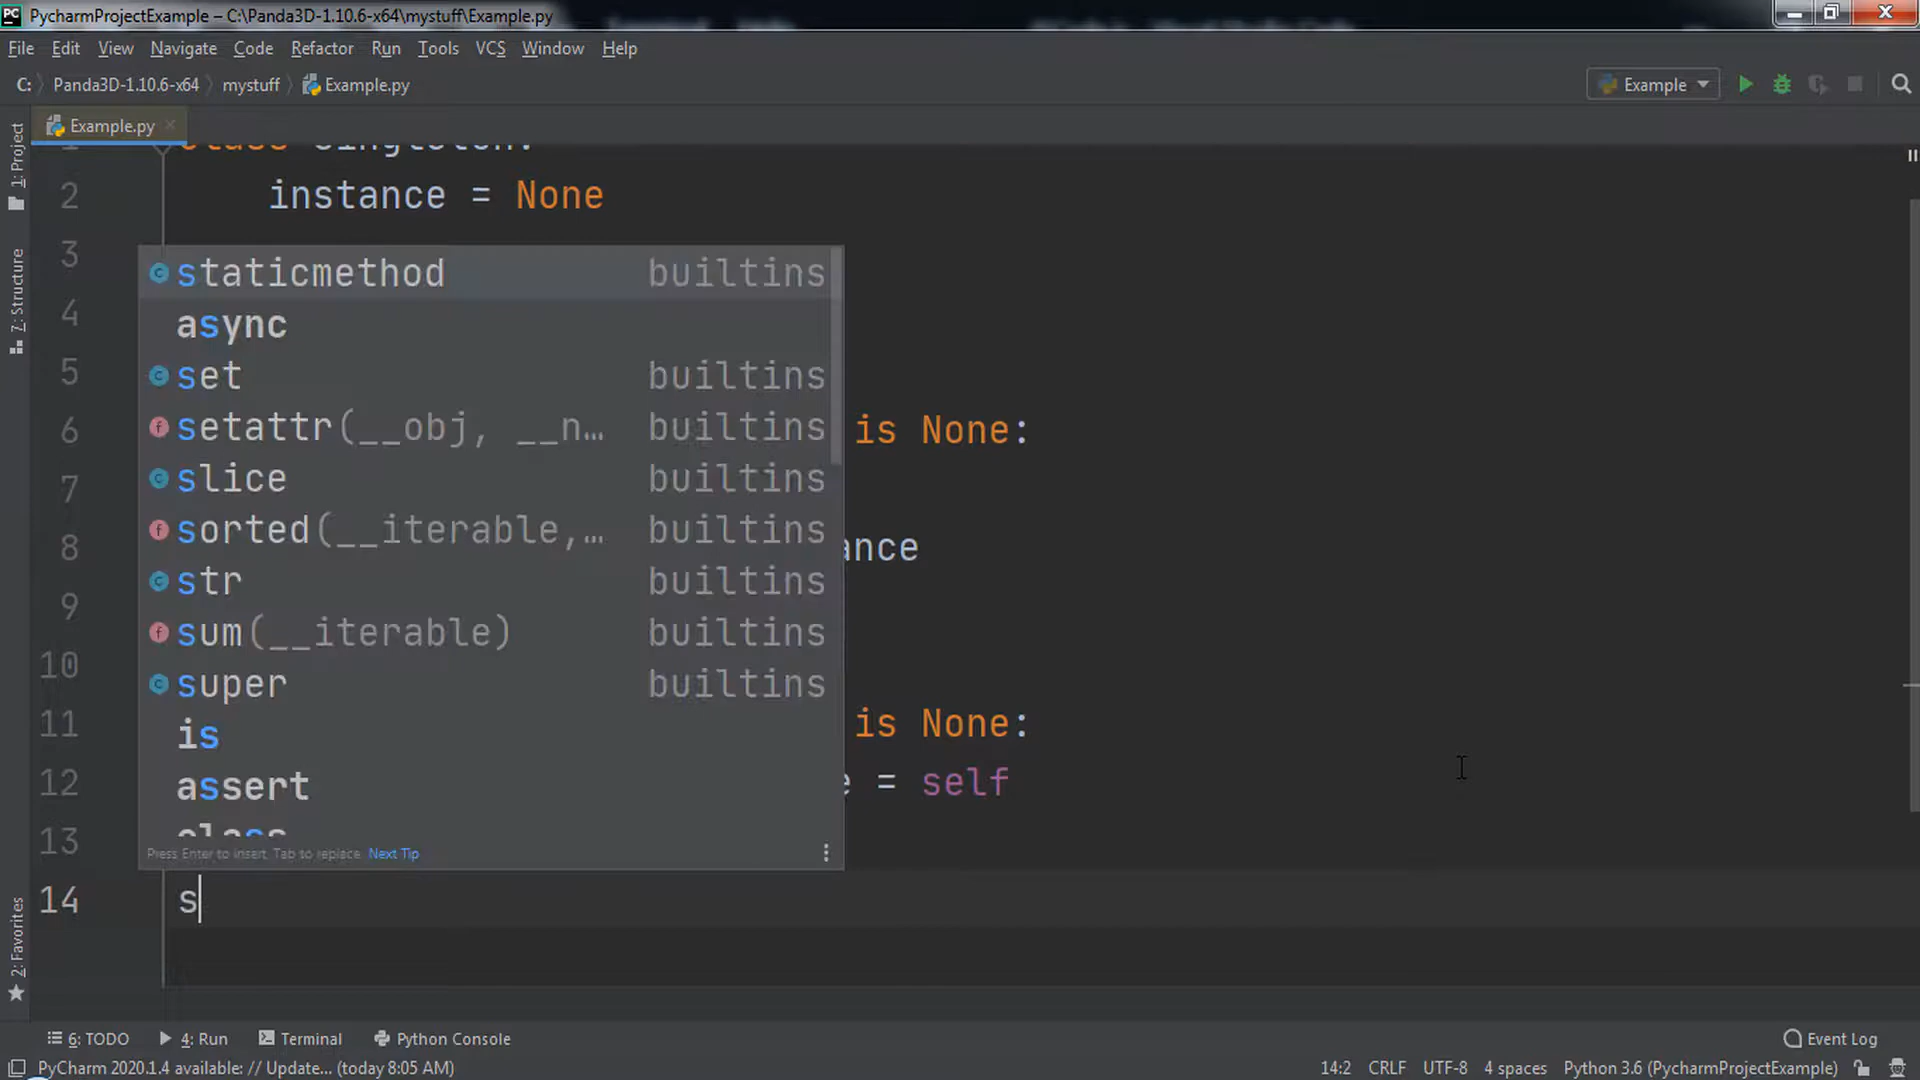 PC PycharmProjectExample – C:\Panda3D-1.10.6-x64\mystuff\Example.py
File Edit View Navigate Code Refactor Run Tools VCS Window Help
C: Panda3D-1.10.6-x64 mystuff Example.py Example
Example.py
1: Project
7: Structure
2: Favorites
1 class Singleton:
2 instance = None
3
4
5
6 is None:
7
8 ance
9
10
11 is None:
12 e = self
13
14 s
staticmethod builtins
async
set builtins
setattr(__obj, __n… builtins
slice builtins
sorted(__iterable,… builtins
str builtins
sum(__iterable) builtins
super builtins
is
assert
class
Press Enter to insert, Tab to replace Next Tip
6: TODO 4: Run Terminal Python Console Event Log
PyCharm 2020.1.4 available: // Update... (today 8:05 AM) 14:2 CRLF UTF-8 4 spaces Python 3.6 (PycharmProjectExample)